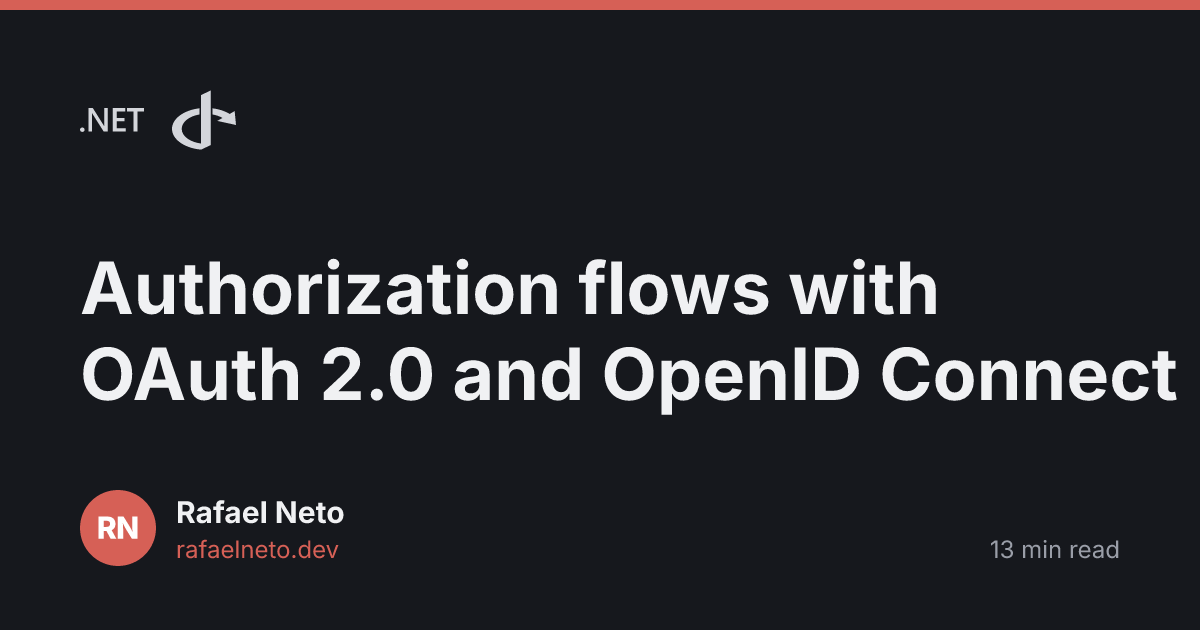 .NET
Authorization flows with
OAuth 2.0 and OpenID Connect
RN
Rafael Neto
rafaelneto.dev
13 min read